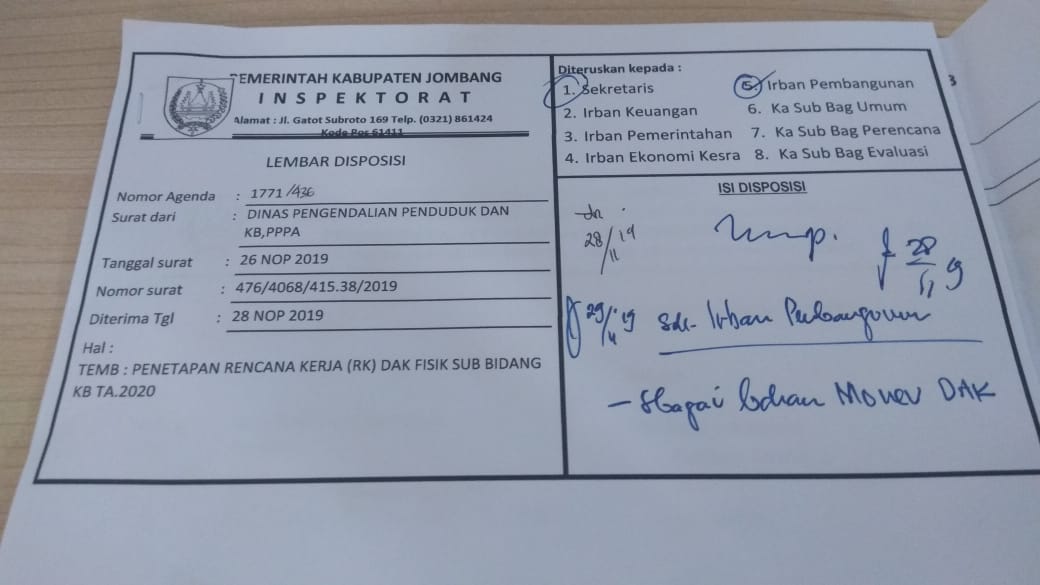 PEMERINTAH KABUPATEN JOMBANG
INSPEKTORAT
Alamat : Jl. Gatot Subroto 169 Telp. (0321) 861424
Kode Pos 61411
LEMBAR DISPOSISI
Nomor Agenda : 1771/436
Surat dari : DINAS PENGENDALIAN PENDUDUK DAN
KB,PPPA
Tanggal surat : 26 NOP 2019
Nomor surat : 476/4068/415.38/2019
Diterima Tgl : 28 NOP 2019
Hal :
TEMB : PENETAPAN RENCANA KERJA (RK) DAK FISIK SUB BIDANG
KB TA.2020
Diteruskan kepada :
1. Sekretaris
2. Irban Keuangan
3. Irban Pemerintahan
4. Irban Ekonomi Kesra
5. Irban Pembangunan
6. Ka Sub Bag Umum
7. Ka Sub Bag Perencana
8. Ka Sub Bag Evaluasi
ISI DISPOSISI
28/11 19
28/11 19
29/11 19 Sdr. Irban Pembangunan
- Sbagai bahan Monev DAK
3